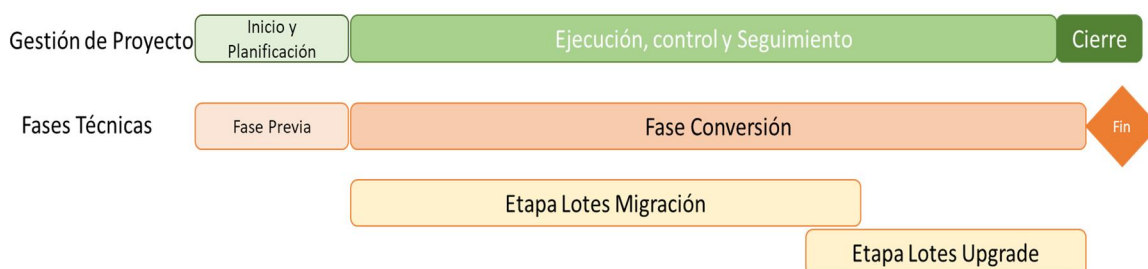 Gestión de Proyecto
Inicio y
Planificación
Ejecución, control y Seguimiento
Cierre
Fases Técnicas
Fase Previa
Fase Conversión
Fin
Etapa Lotes Migración
Etapa Lotes Upgrade